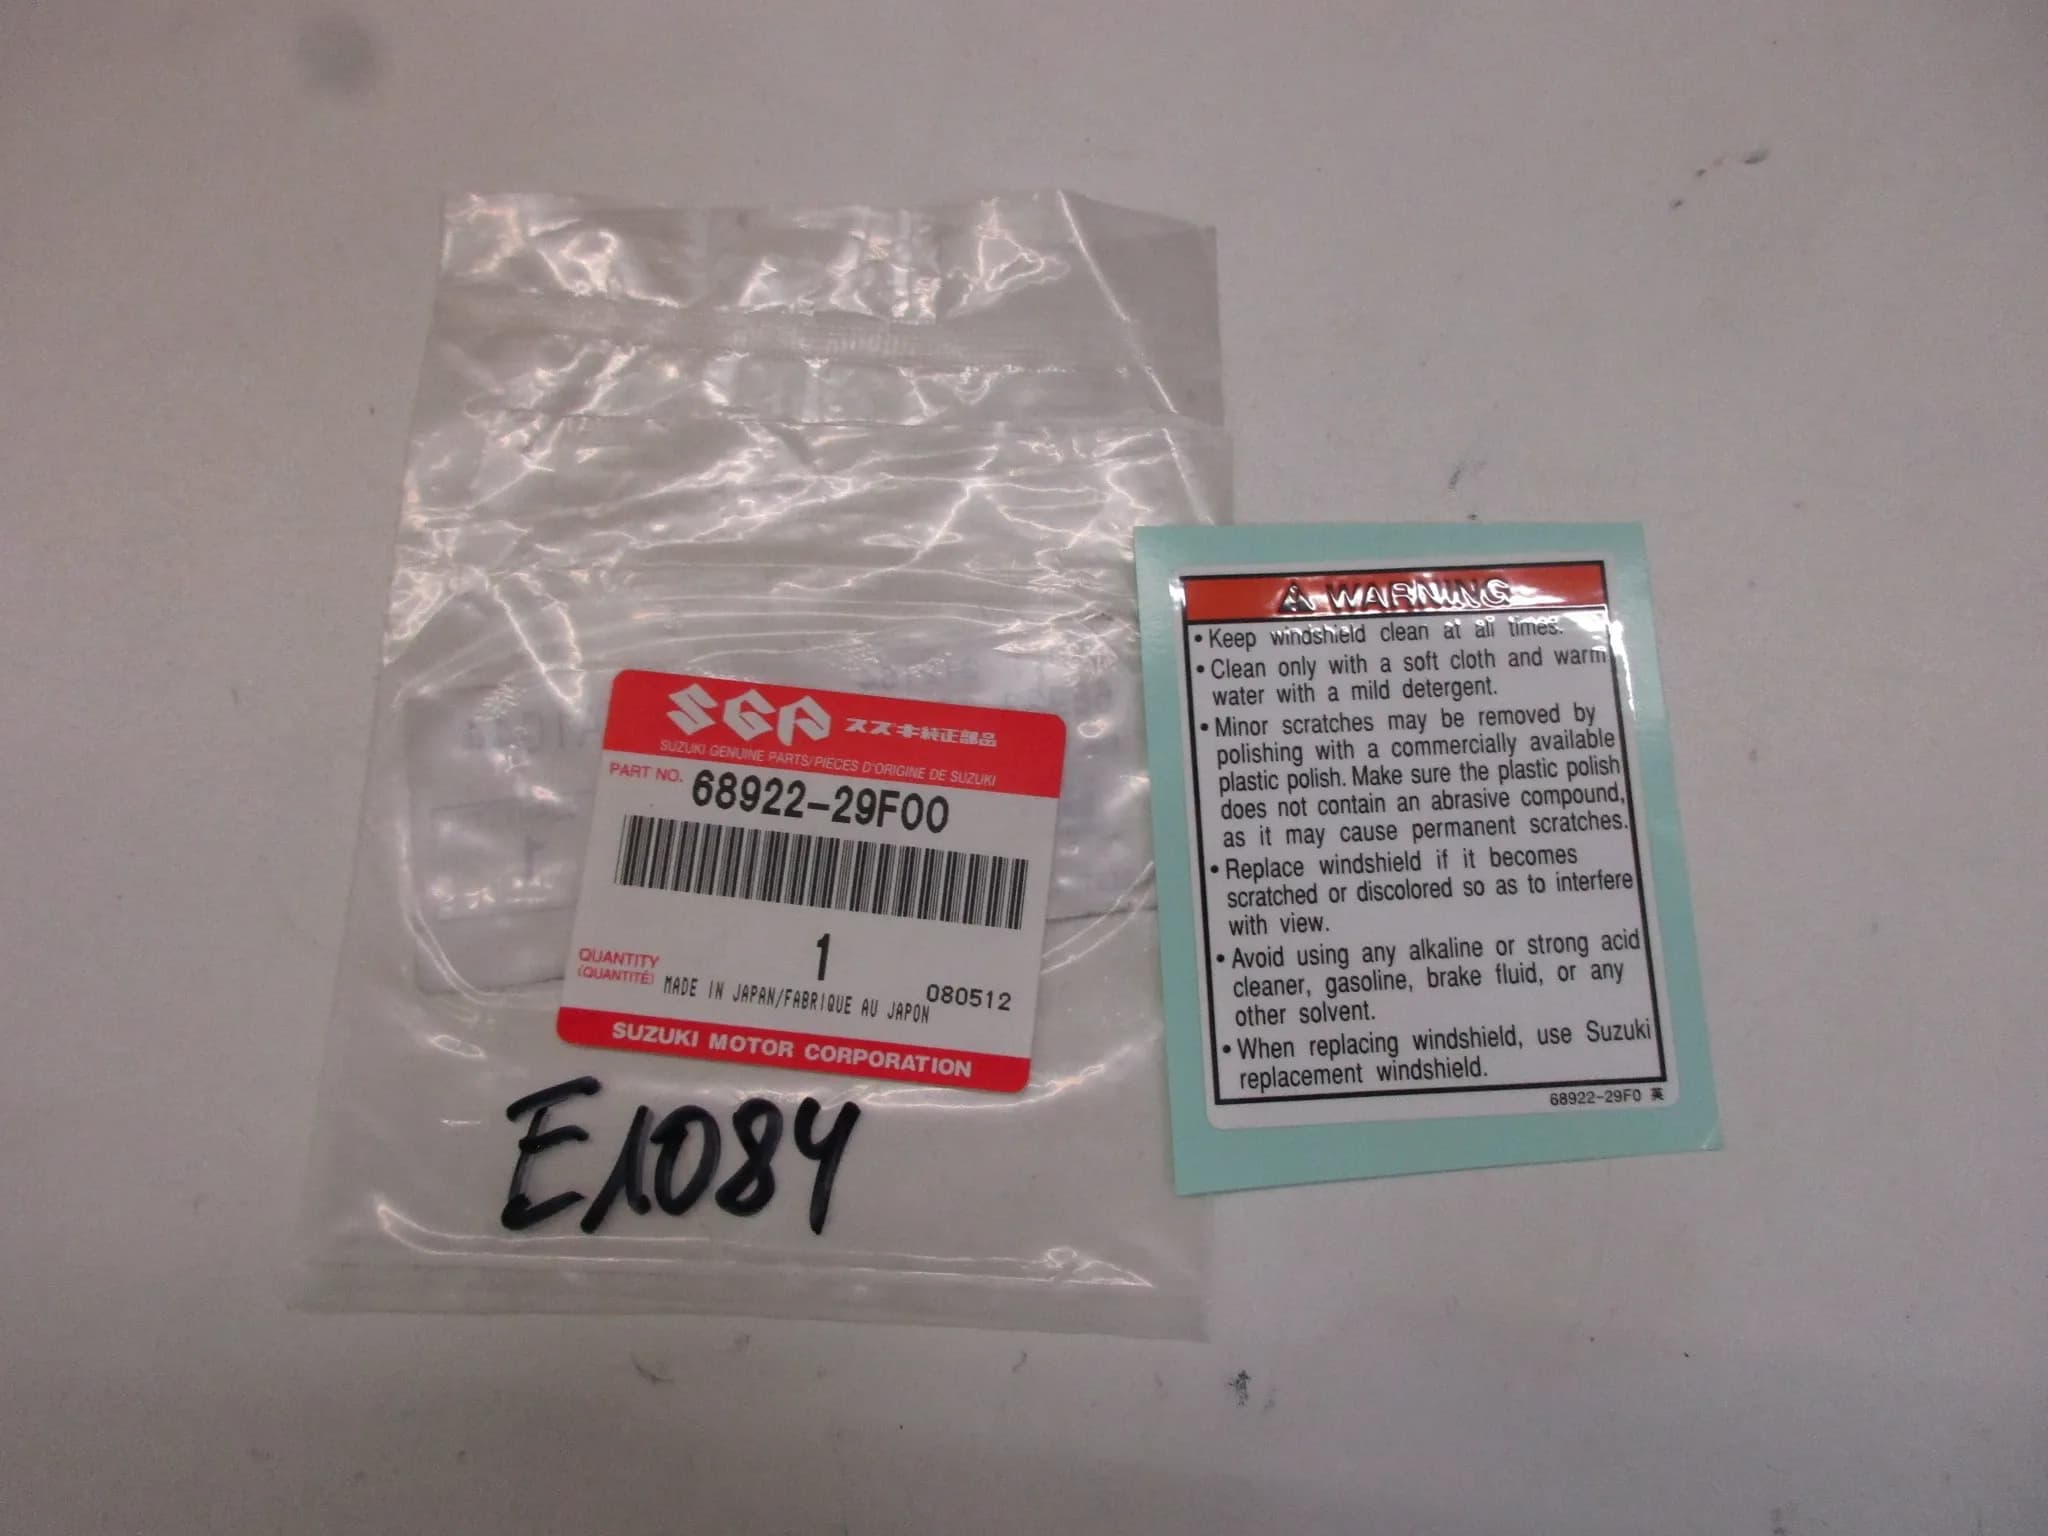 SGP スズキ純正部品
SUZUKI GENUINE PARTS/PIÈCES D'ORIGINE DE SUZUKI
PART NO. 68922-29F00
QUANTITY 1
(QUANTITÉ)
MADE IN JAPAN/FABRIQUE AU JAPON 080512
SUZUKI MOTOR CORPORATION
E1084
⚠ WARNING
• Keep windshield clean at all times.
• Clean only with a soft cloth and warm
water with a mild detergent.
• Minor scratches may be removed by
polishing with a commercially available
plastic polish. Make sure the plastic polish
does not contain an abrasive compound,
as it may cause permanent scratches.
• Replace windshield if it becomes
scratched or discolored so as to interfere
with view.
• Avoid using any alkaline or strong acid
cleaner, gasoline, brake fluid, or any
other solvent.
• When replacing windshield, use Suzuki
replacement windshield.
68922-29F0 英